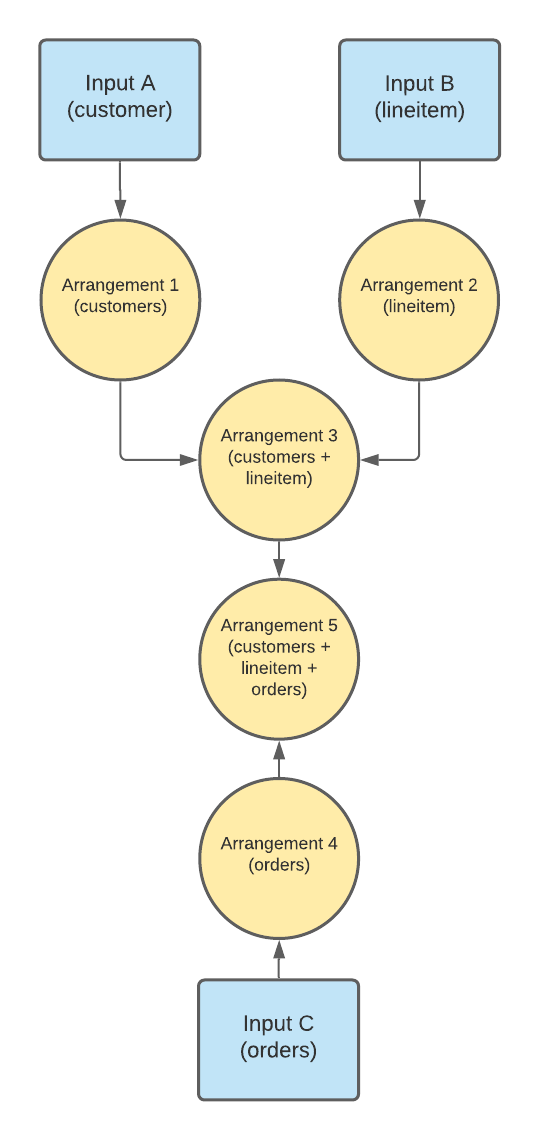 Input A
(customer)
Input B
(lineitem)
Arrangement 1
(customers)
Arrangement 2
(lineitem)
Arrangement 3
(customers +
lineitem)
Arrangement 5
(customers +
lineitem +
orders)
Arrangement 4
(orders)
Input C
(orders)